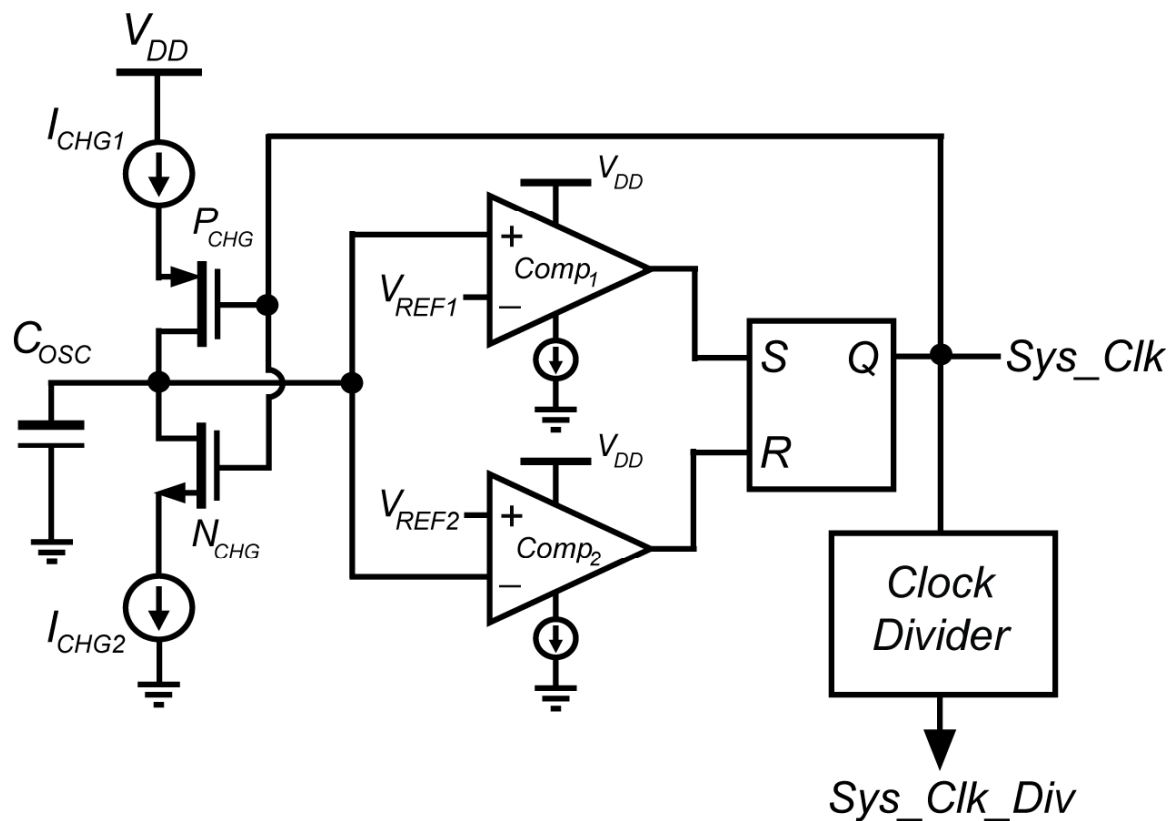 V_DD
I_CHG1
P_CHG
V_DD
+
Comp_1
V_REF1
−
C_OSC
S
Q
Sys_Clk
R
V_DD
V_REF2
+
N_CHG
Comp_2
−
I_CHG2
Clock
Divider
Sys_Clk_Div